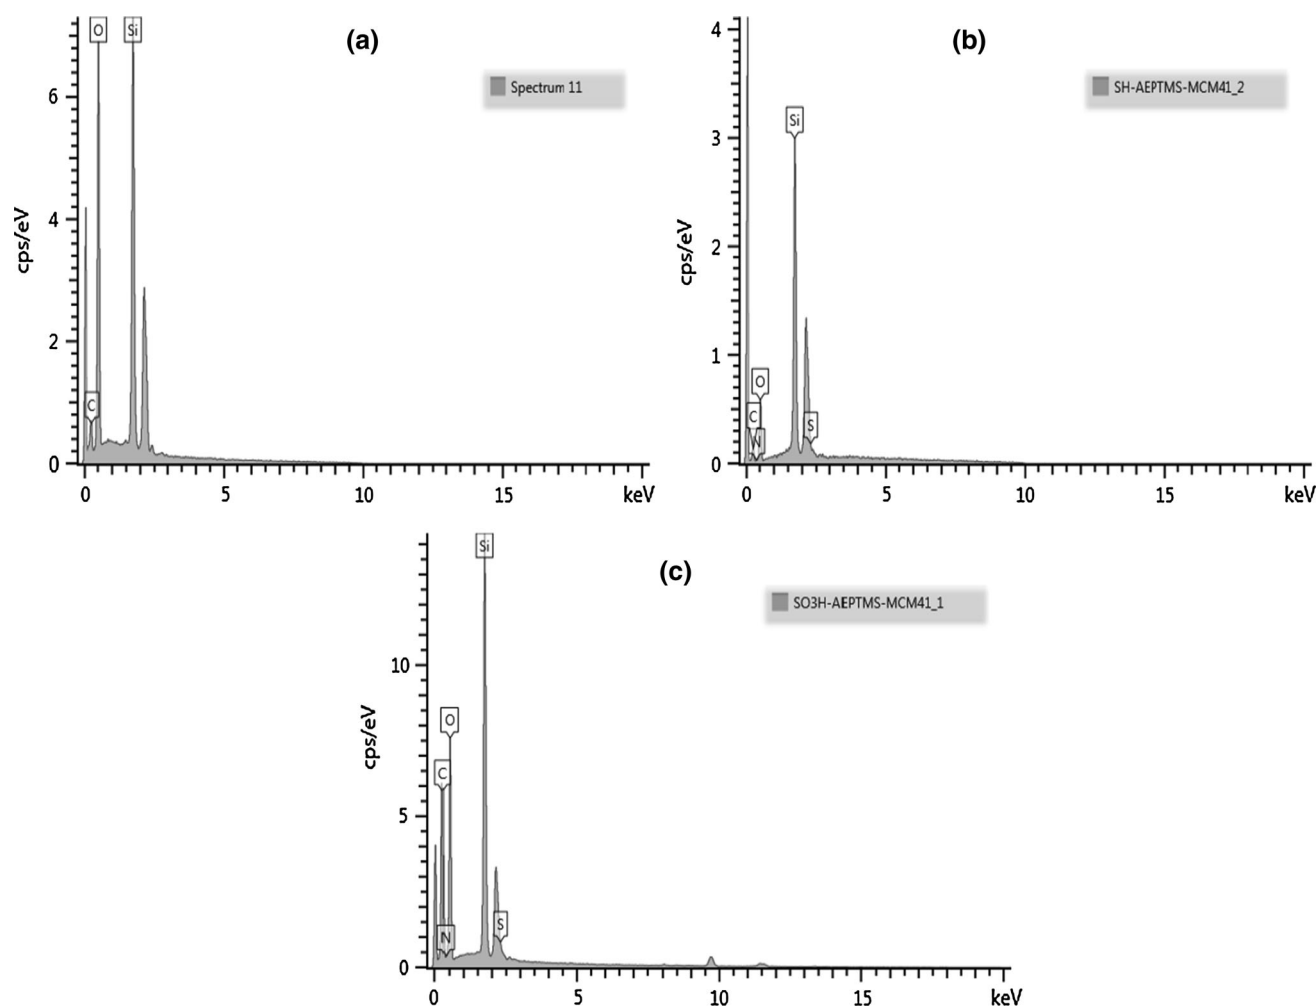 (a)
Spectrum 11
O Si
C
cps/eV
6
4
2
0
0 5 10 15 keV
(b)
SH-AEPTMS-MCM41_2
Si
O
C
N
S
cps/eV
4
3
2
1
0
0 5 10 15 keV
(c)
SO3H-AEPTMS-MCM41_1
Si
O
C
N
S
cps/eV
10
5
0
0 5 10 15 keV